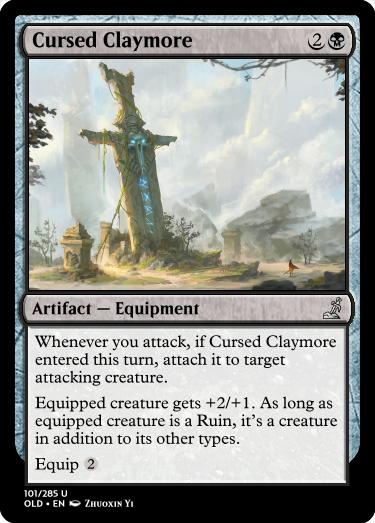 Cursed Claymore 2
Artifact — Equipment
Whenever you attack, if Cursed Claymore
entered this turn, attach it to target
attacking creature.
Equipped creature gets +2/+1. As long as
equipped creature is a Ruin, it's a creature
in addition to its other types.
Equip 2
101/285 U
OLD • EN Zhuoxin Yi